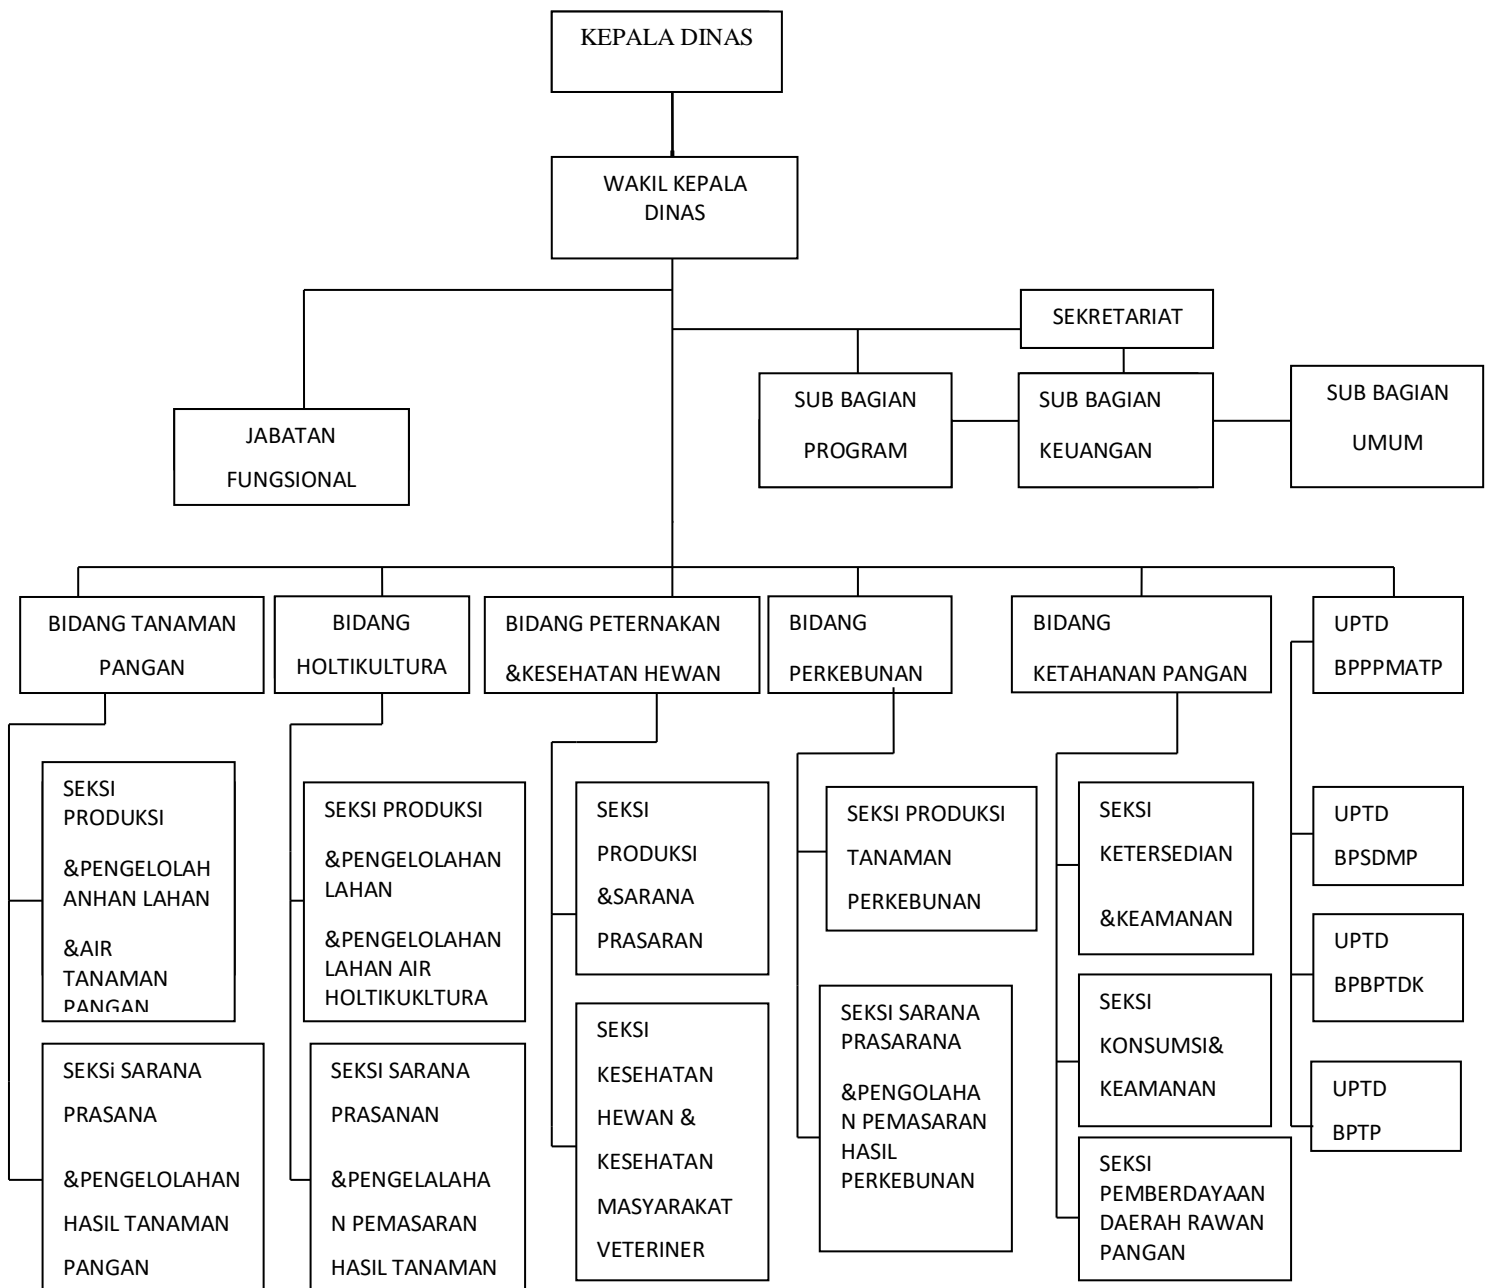 KEPALA DINAS
WAKIL KEPALA
DINAS
SEKRETARIAT
JABATAN
FUNGSIONAL
SUB BAGIAN
PROGRAM
SUB BAGIAN
KEUANGAN
SUB BAGIAN
UMUM
BIDANG TANAMAN
PANGAN
BIDANG
HOLTIKULTURA
BIDANG PETERNAKAN
&KESEHATAN HEWAN
BIDANG
PERKEBUNAN
BIDANG
KETAHANAN PANGAN
UPTD
BPPPMATP
SEKSI
PRODUKSI
&PENGELOLAH
ANHAN LAHAN
&AIR
TANAMAN
PANGAN
SEKSI PRODUKSI
&PENGELOLAHAN
LAHAN
&PENGELOLAHAN
LAHAN AIR
HOLTIKUKLTURA
SEKSI
PRODUKSI
&SARANA
PRASARAN
SEKSI PRODUKSI
TANAMAN
PERKEBUNAN
SEKSI
KETERSEDIAN
&KEAMANAN
UPTD
BPSDMP
UPTD
BPBPTDK
SEKSi SARANA
PRASANA
&PENGELOLAHAN
HASIL TANAMAN
PANGAN
SEKSI SARANA
PRASANAN
&PENGELALAHA
N PEMASARAN
HASIL TANAMAN
SEKSI
KESEHATAN
HEWAN &
KESEHATAN
MASYARAKAT
VETERINER
SEKSI SARANA
PRASARANA
&PENGOLAHA
N PEMASARAN
HASIL
PERKEBUNAN
SEKSI
KONSUMSI&
KEAMANAN
SEKSI
PEMBERDAYAAN
DAERAH RAWAN
PANGAN
UPTD
BPTP